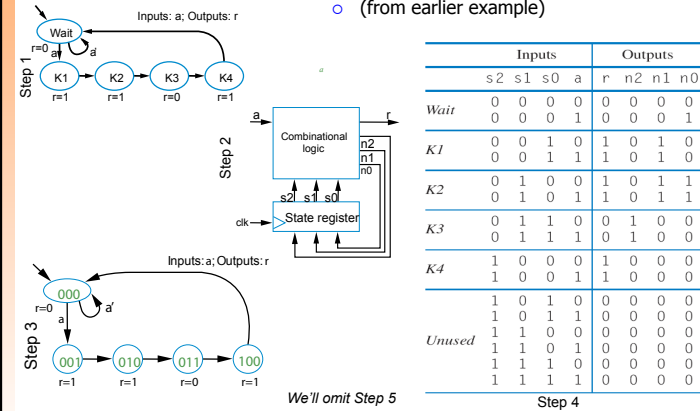 (from earlier example)
Step 1
Inputs: a; Outputs: r
Wait
r=0
a
a'
K1
K2
K3
K4
r=1
r=1
r=0
r=1
a
Step 2
a
r
Combinational
logic
n2
n1
n0
s2 s1 s0
clk
State register
Step 3
Inputs: a; Outputs: r
000
r=0
a
a'
001
010
011
100
r=1
r=1
r=0
r=1
We'll omit Step 5
Inputs Outputs
s2 s1 s0 a r n2 n1 n0
Wait
0 0 0 0 0 0 0 0
0 0 0 1 0 0 0 1
K1
0 0 1 0 1 0 1 0
0 0 1 1 1 0 1 0
K2
0 1 0 0 1 0 1 1
0 1 0 1 1 0 1 1
K3
0 1 1 0 0 1 0 0
0 1 1 1 0 1 0 0
K4
1 0 0 0 1 0 0 0
1 0 0 1 1 0 0 0
Unused
1 0 1 0 0 0 0 0
1 0 1 1 0 0 0 0
1 1 0 0 0 0 0 0
1 1 0 1 0 0 0 0
1 1 1 0 0 0 0 0
1 1 1 1 0 0 0 0
Step 4